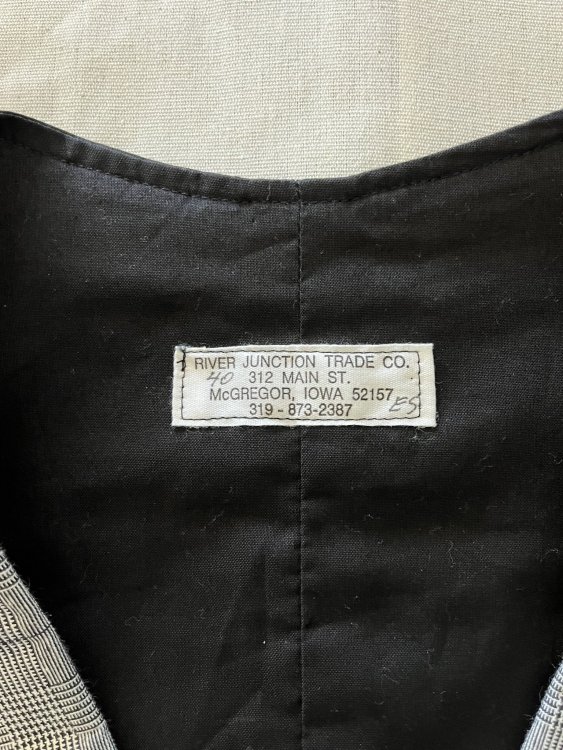 RIVER JUNCTION TRADE CO.
40 312 MAIN ST.
McGREGOR, IOWA 52157
319 - 873-2387 ES